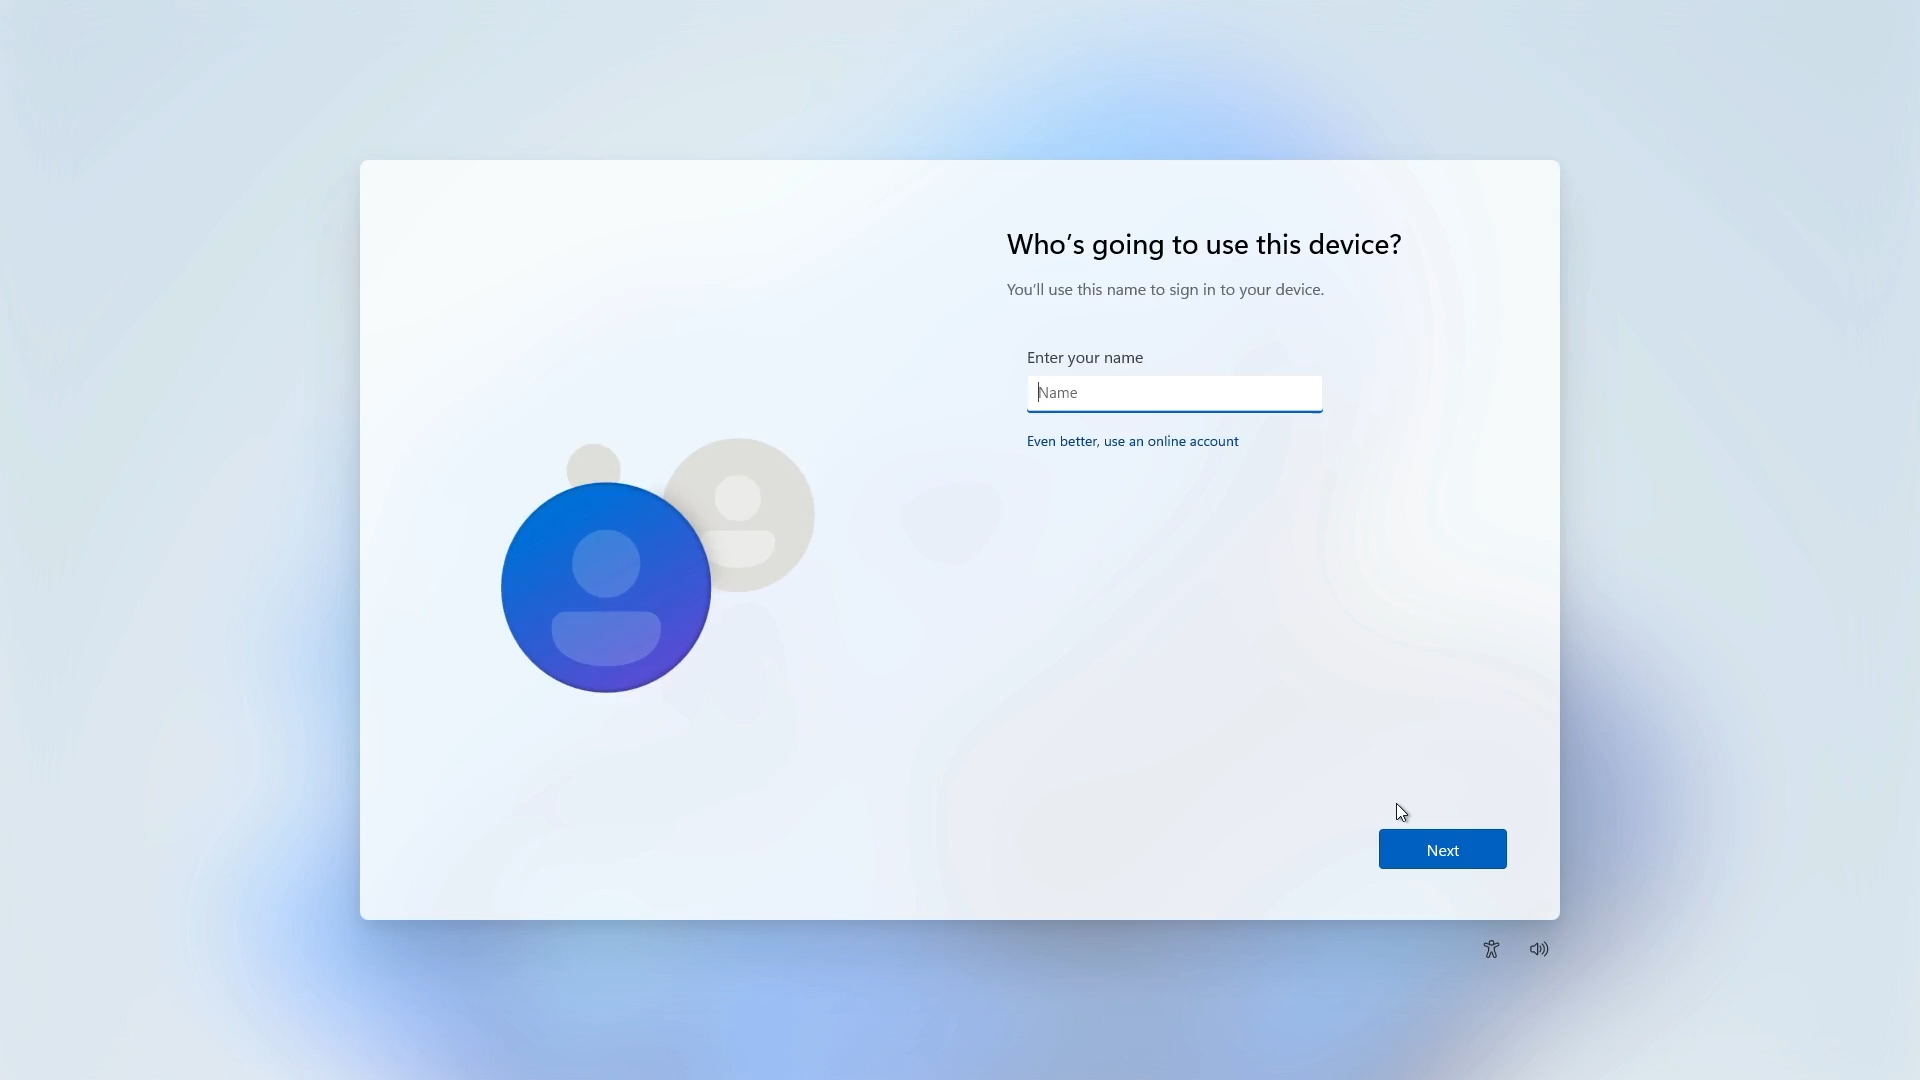 Who's going to use this device?
You'll use this name to sign in to your device.
Enter your name
Name
Even better, use an online account
Next